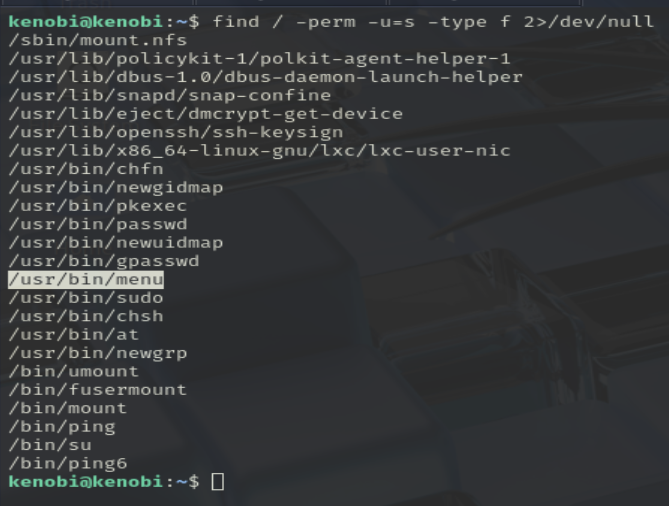 kenobi@kenobi:~$ find / -perm -u=s -type f 2>/dev/null
/sbin/mount.nfs
/usr/lib/policykit-1/polkit-agent-helper-1
/usr/lib/dbus-1.0/dbus-daemon-launch-helper
/usr/lib/snapd/snap-confine
/usr/lib/eject/dmcrypt-get-device
/usr/lib/openssh/ssh-keysign
/usr/lib/x86_64-linux-gnu/lxc/lxc-user-nic
/usr/bin/chfn
/usr/bin/newgidmap
/usr/bin/pkexec
/usr/bin/passwd
/usr/bin/newuidmap
/usr/bin/gpasswd
/usr/bin/menu
/usr/bin/sudo
/usr/bin/chsh
/usr/bin/at
/usr/bin/newgrp
/bin/umount
/bin/fusermount
/bin/mount
/bin/ping
/bin/su
/bin/ping6
kenobi@kenobi:~$